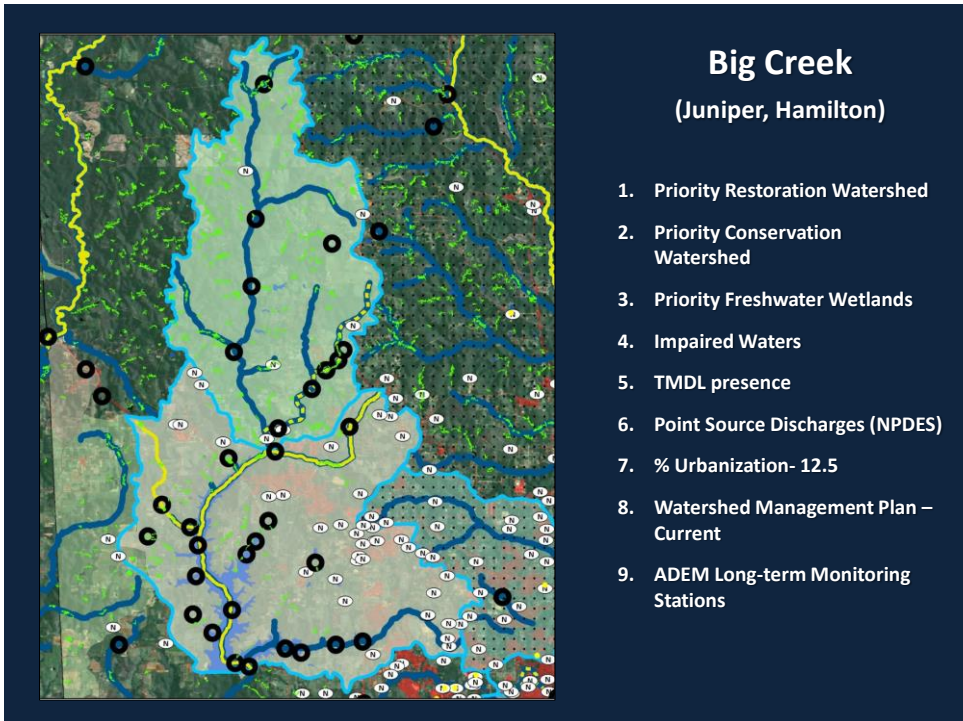 Big Creek
(Juniper, Hamilton)
1. Priority Restoration Watershed
2. Priority Conservation
Watershed
3. Priority Freshwater Wetlands
4. Impaired Waters
5. TMDL presence
6. Point Source Discharges (NPDES)
7. % Urbanization- 12.5
8. Watershed Management Plan –
Current
9. ADEM Long-term Monitoring
Stations